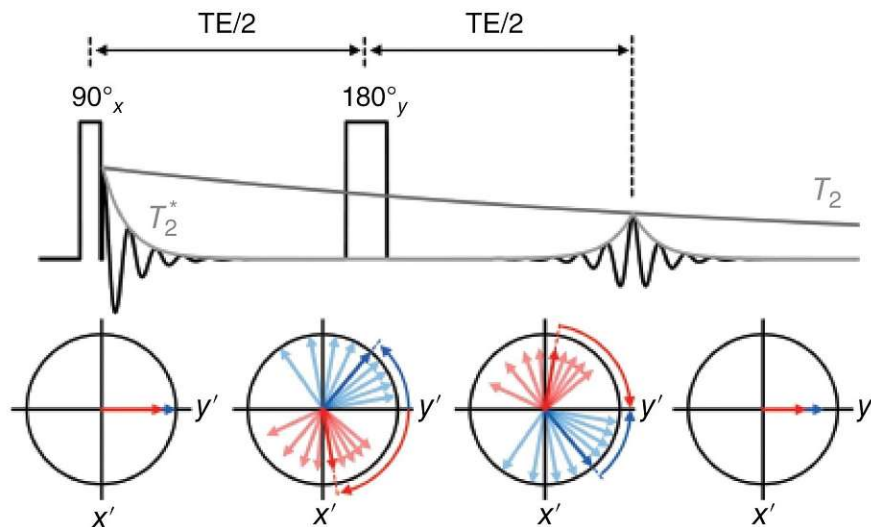 TE/2 TE/2
90°x 180°y
T2* T2
y′ y′ y′ y
x′ x′ x′ x′